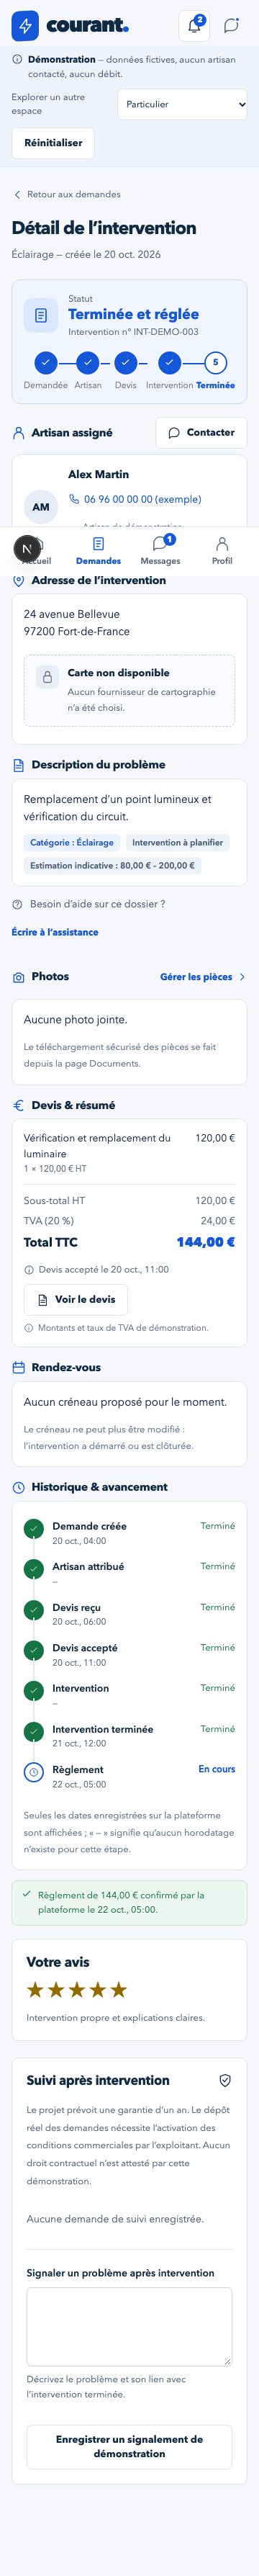 courant.
2
Démonstration — données fictives, aucun artisan
contacté, aucun débit.
Explorer un autre
espace
Particulier
Réinitialiser
Retour aux demandes
Détail de l'intervention
Éclairage — créée le 20 oct. 2026
Statut
Terminée et réglée
Intervention n° INT-DEMO-003
5
Demandée Artisan Devis Intervention Terminée
Artisan assigné
Contacter
Alex Martin
AM
06 96 00 00 00 (exemple)
N
1
Demandes Messages Profil
Adresse de l'intervention
24 avenue Bellevue
97200 Fort-de-France
Carte non disponible
Aucun fournisseur de cartographie
n'a été choisi.
Description du problème
Remplacement d'un point lumineux et
vérification du circuit.
Catégorie : Éclairage
Intervention à planifier
Estimation indicative : 80,00 € – 200,00 €
Besoin d'aide sur ce dossier ?
Écrire à l'assistance
Photos
Gérer les pièces
Aucune photo jointe.
Le téléchargement sécurisé des pièces se fait
depuis la page Documents.
Devis & résumé
Vérification et remplacement du 120,00 €
luminaire
1 × 120,00 € HT
Sous-total HT 120,00 €
TVA (20 %) 24,00 €
Total TTC 144,00 €
Devis accepté le 20 oct., 11:00
Voir le devis
Montants et taux de TVA de démonstration.
Rendez-vous
Aucun créneau proposé pour le moment.
Le créneau ne peut plus être modifié :
l'intervention a démarré ou est clôturée.
Historique & avancement
Demande créée Terminé
20 oct., 04:00
Artisan attribué Terminé
—
Devis reçu Terminé
20 oct., 06:00
Devis accepté Terminé
20 oct., 11:00
Intervention Terminé
—
Intervention terminée Terminé
21 oct., 12:00
Règlement En cours
22 oct., 05:00
Seules les dates enregistrées sur la plateforme
sont affichées ; « — » signifie qu'aucun horodatage
n'existe pour cette étape.
Règlement de 144,00 € confirmé par la
plateforme le 22 oct., 05:00.
Votre avis
★★★★★
Intervention propre et explications claires.
Suivi après intervention
Le projet prévoit une garantie d'un an. Le dépôt
réel des demandes nécessite l'activation des
conditions commerciales par l'exploitant. Aucun
droit contractuel n'est attesté par cette
démonstration.
Aucune demande de suivi enregistrée.
Signaler un problème après intervention
Décrivez le problème et son lien avec
l'intervention terminée.
Enregistrer un signalement de
démonstration